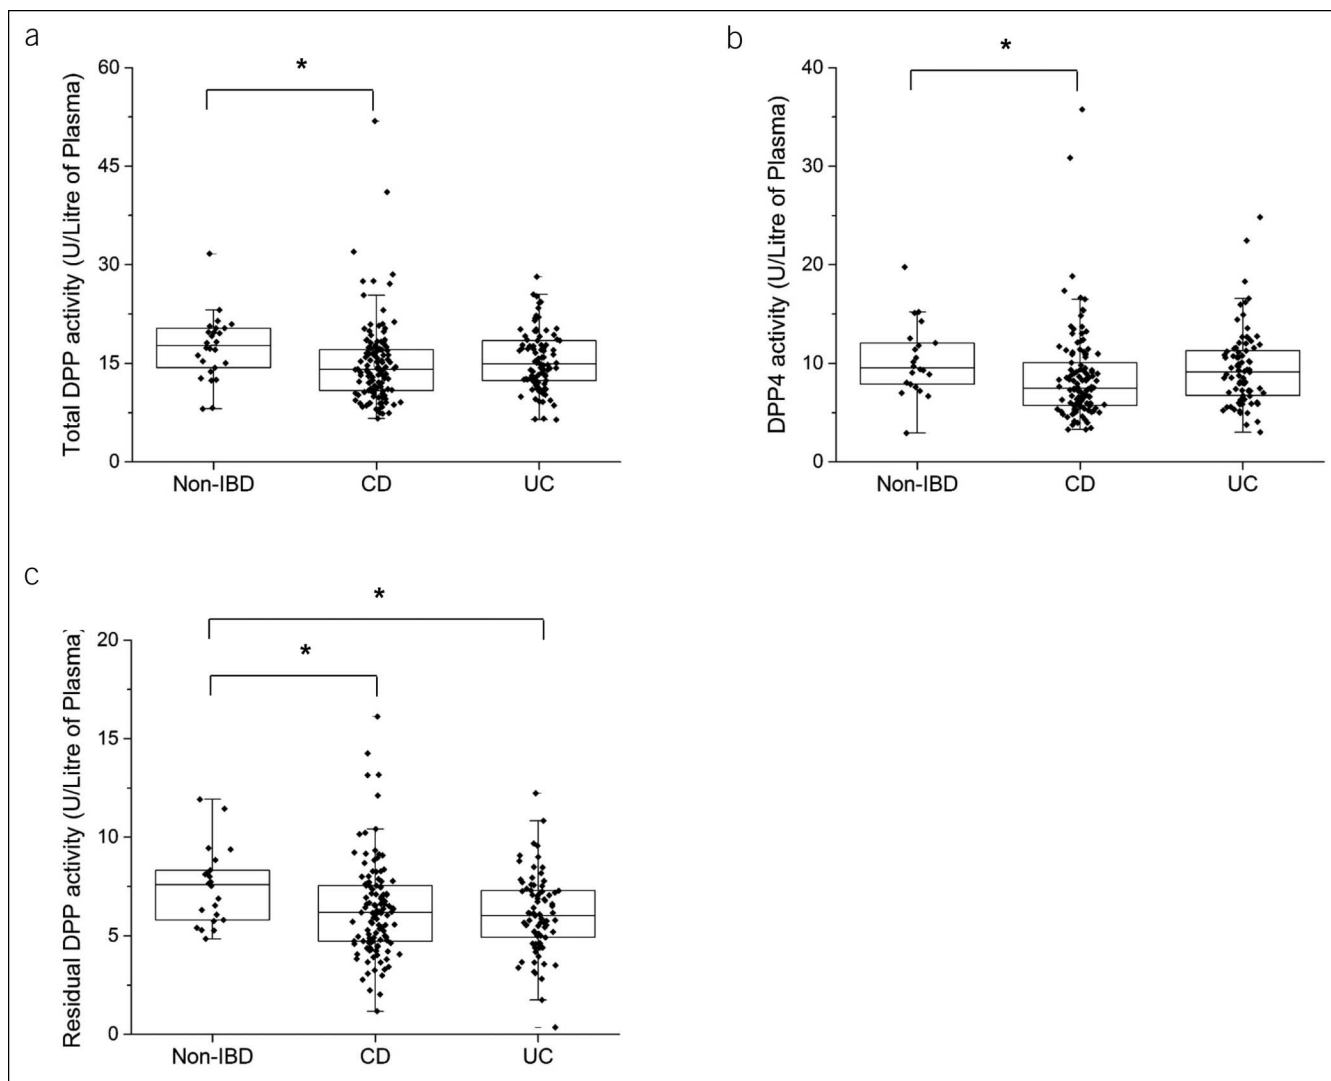 a
Total DPP activity (U/Litre of Plasma)
60
45
30
15
0
*
Non-IBD CD UC
b
DPP4 activity (U/Litre of Plasma)
40
30
20
10
0
*
Non-IBD CD UC
c
Residual DPP activity (U/Litre of Plasma)
20
15
10
5
0
*
*
Non-IBD CD UC